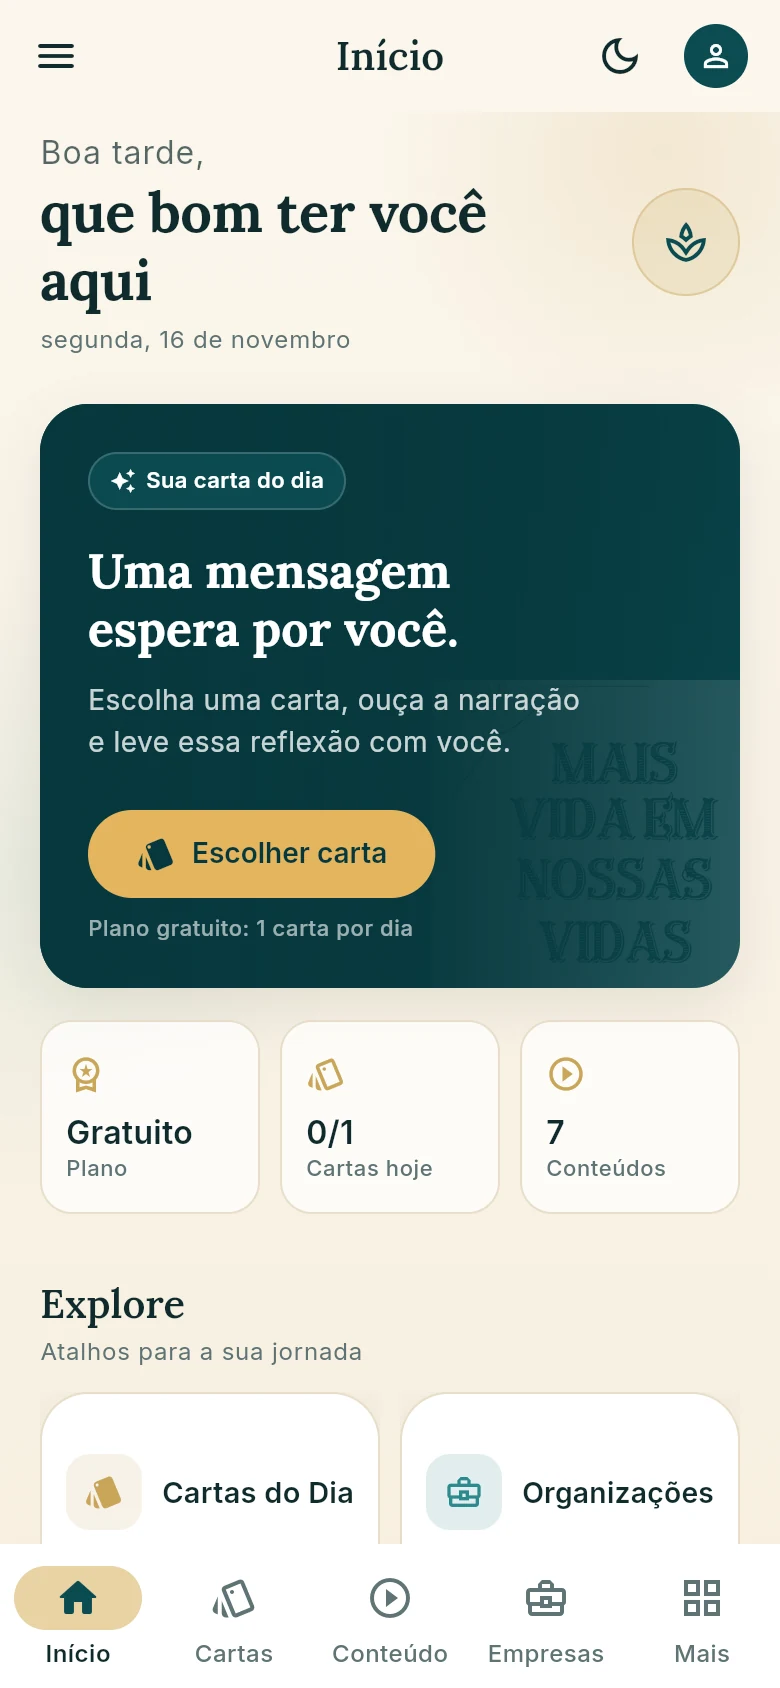 Início
Boa tarde,
que bom ter você
aqui
segunda, 16 de novembro
Sua carta do dia
Uma mensagem
espera por você.
Escolha uma carta, ouça a narração
e leve essa reflexão com você.
MAIS
VIDA EM
NOSSAS
VIDAS
Escolher carta
Plano gratuito: 1 carta por dia
Gratuito
Plano
0/1
Cartas hoje
7
Conteúdos
Explore
Atalhos para a sua jornada
Cartas do Dia
Organizações
Início
Cartas
Conteúdo
Empresas
Mais